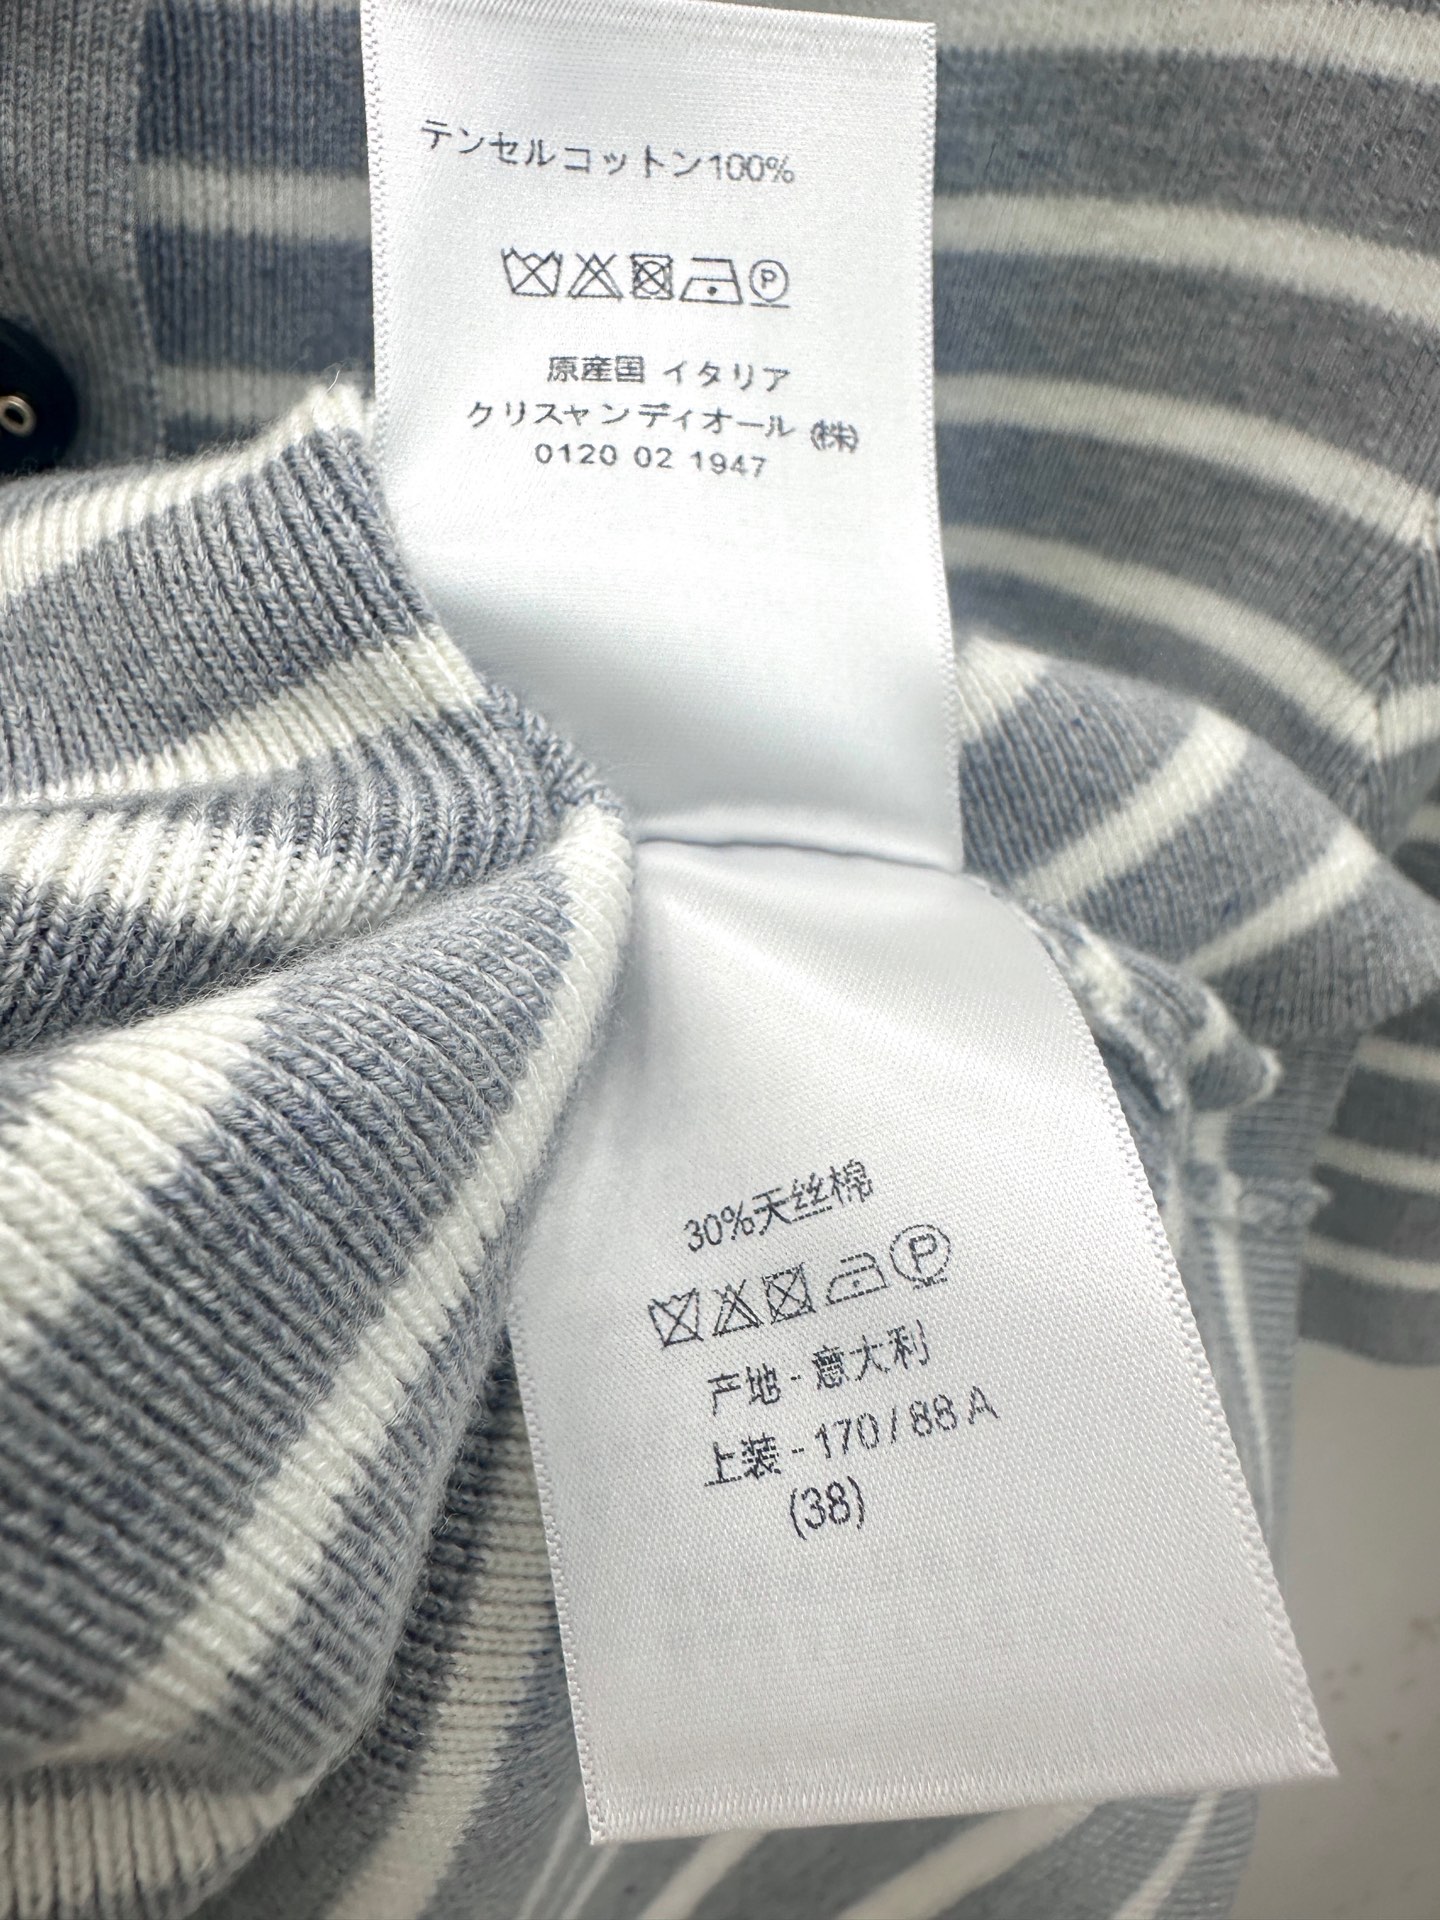 テンセルコットン100%
P
原産国 イタリア
クリスャンディオール ㈱
0120 02 1947
30%天丝棉
P
产地 - 意大利
上装 - 170 / 88 A
(38)